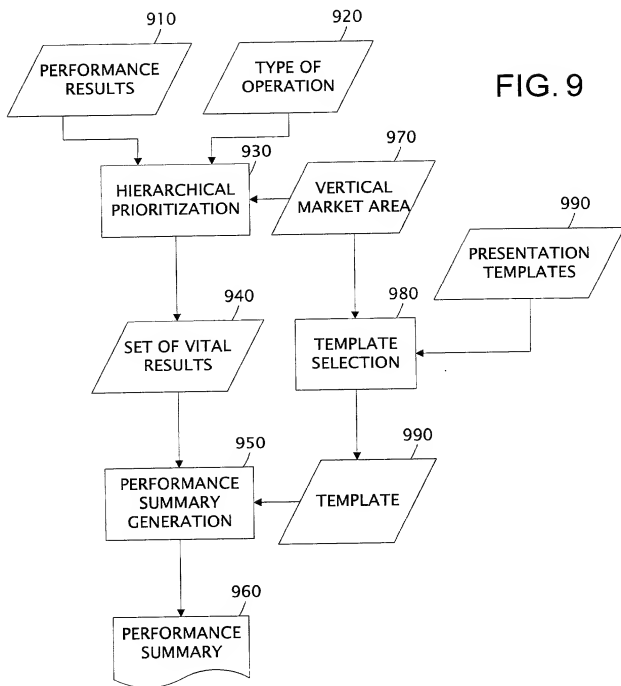 910
920
PERFORMANCE
RESULTS
TYPE OF
OPERATION
FIG. 9
930
970
HIERARCHICAL
PRIORITIZATION
VERTICAL
MARKET AREA
990
PRESENTATION
TEMPLATES
940
980
SET OF VITAL
RESULTS
TEMPLATE
SELECTION
950
990
PERFORMANCE
SUMMARY
GENERATION
TEMPLATE
960
PERFORMANCE
SUMMARY